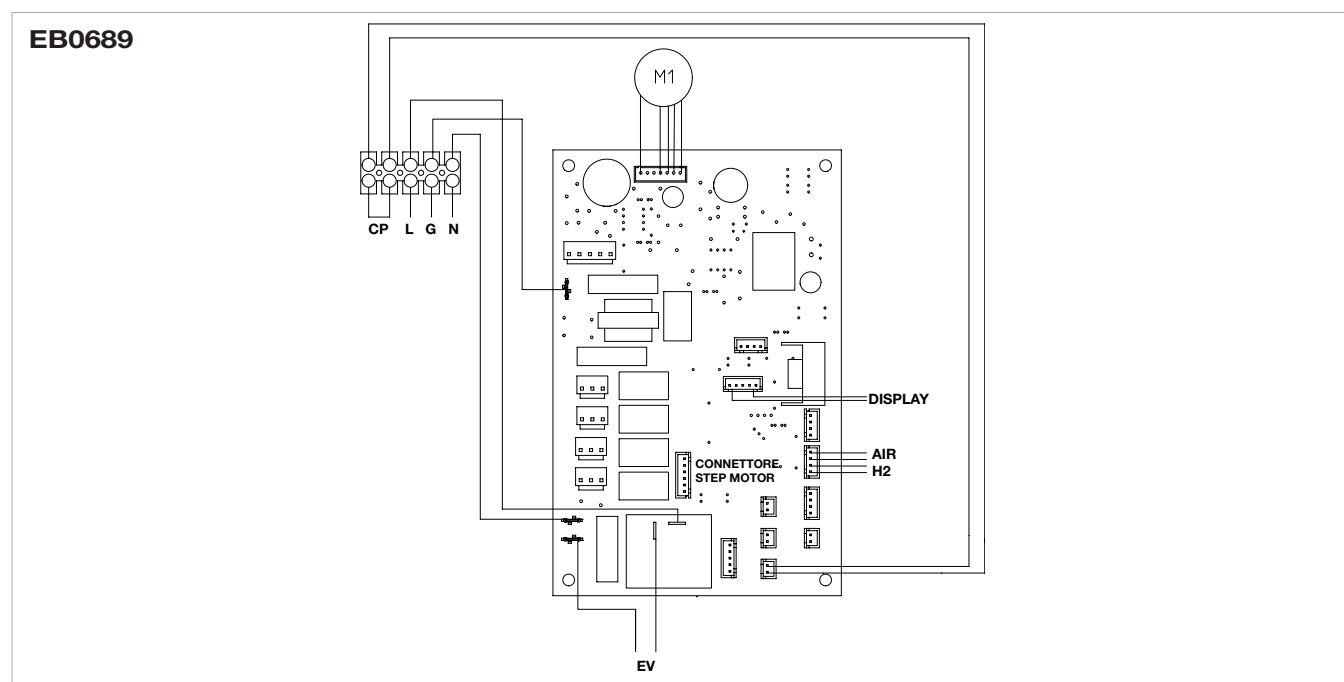 EB0689
M1
CP L G N
DISPLAY
AIR
H2
CONNETTORE
STEP MOTOR
EV